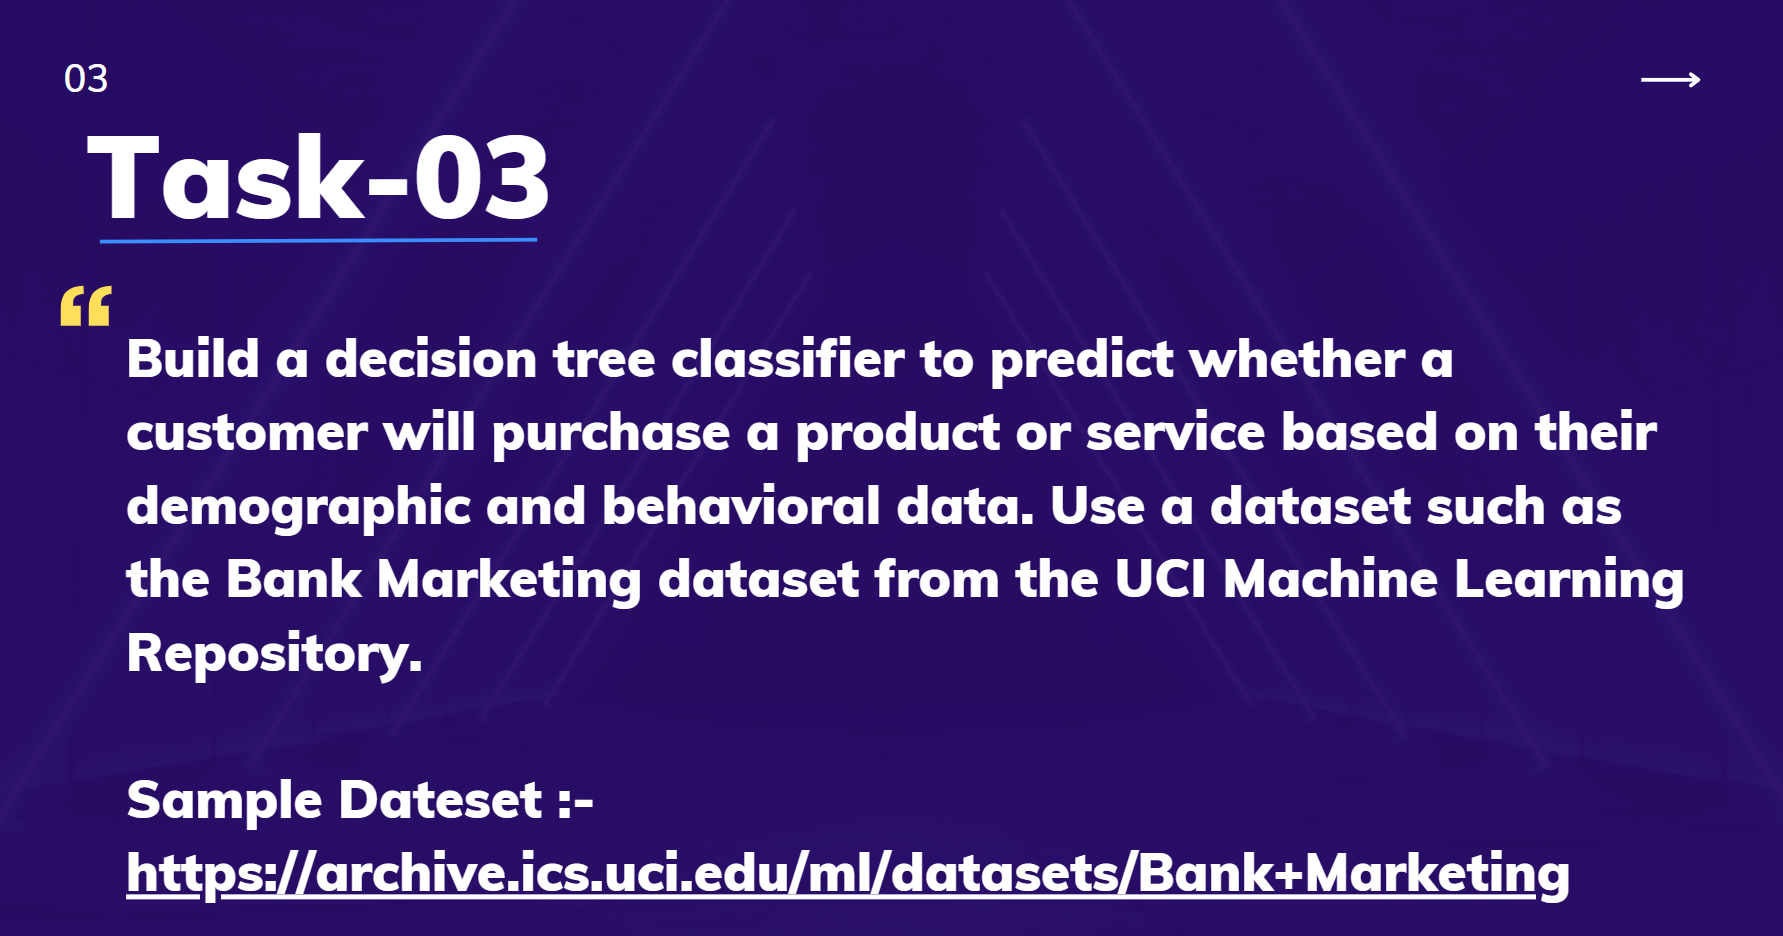 03
Task-03
“
Build a decision tree classifier to predict whether a
customer will purchase a product or service based on their
demographic and behavioral data. Use a dataset such as
the Bank Marketing dataset from the UCI Machine Learning
Repository.
Sample Dateset :-
https://archive.ics.uci.edu/ml/datasets/Bank+Marketing